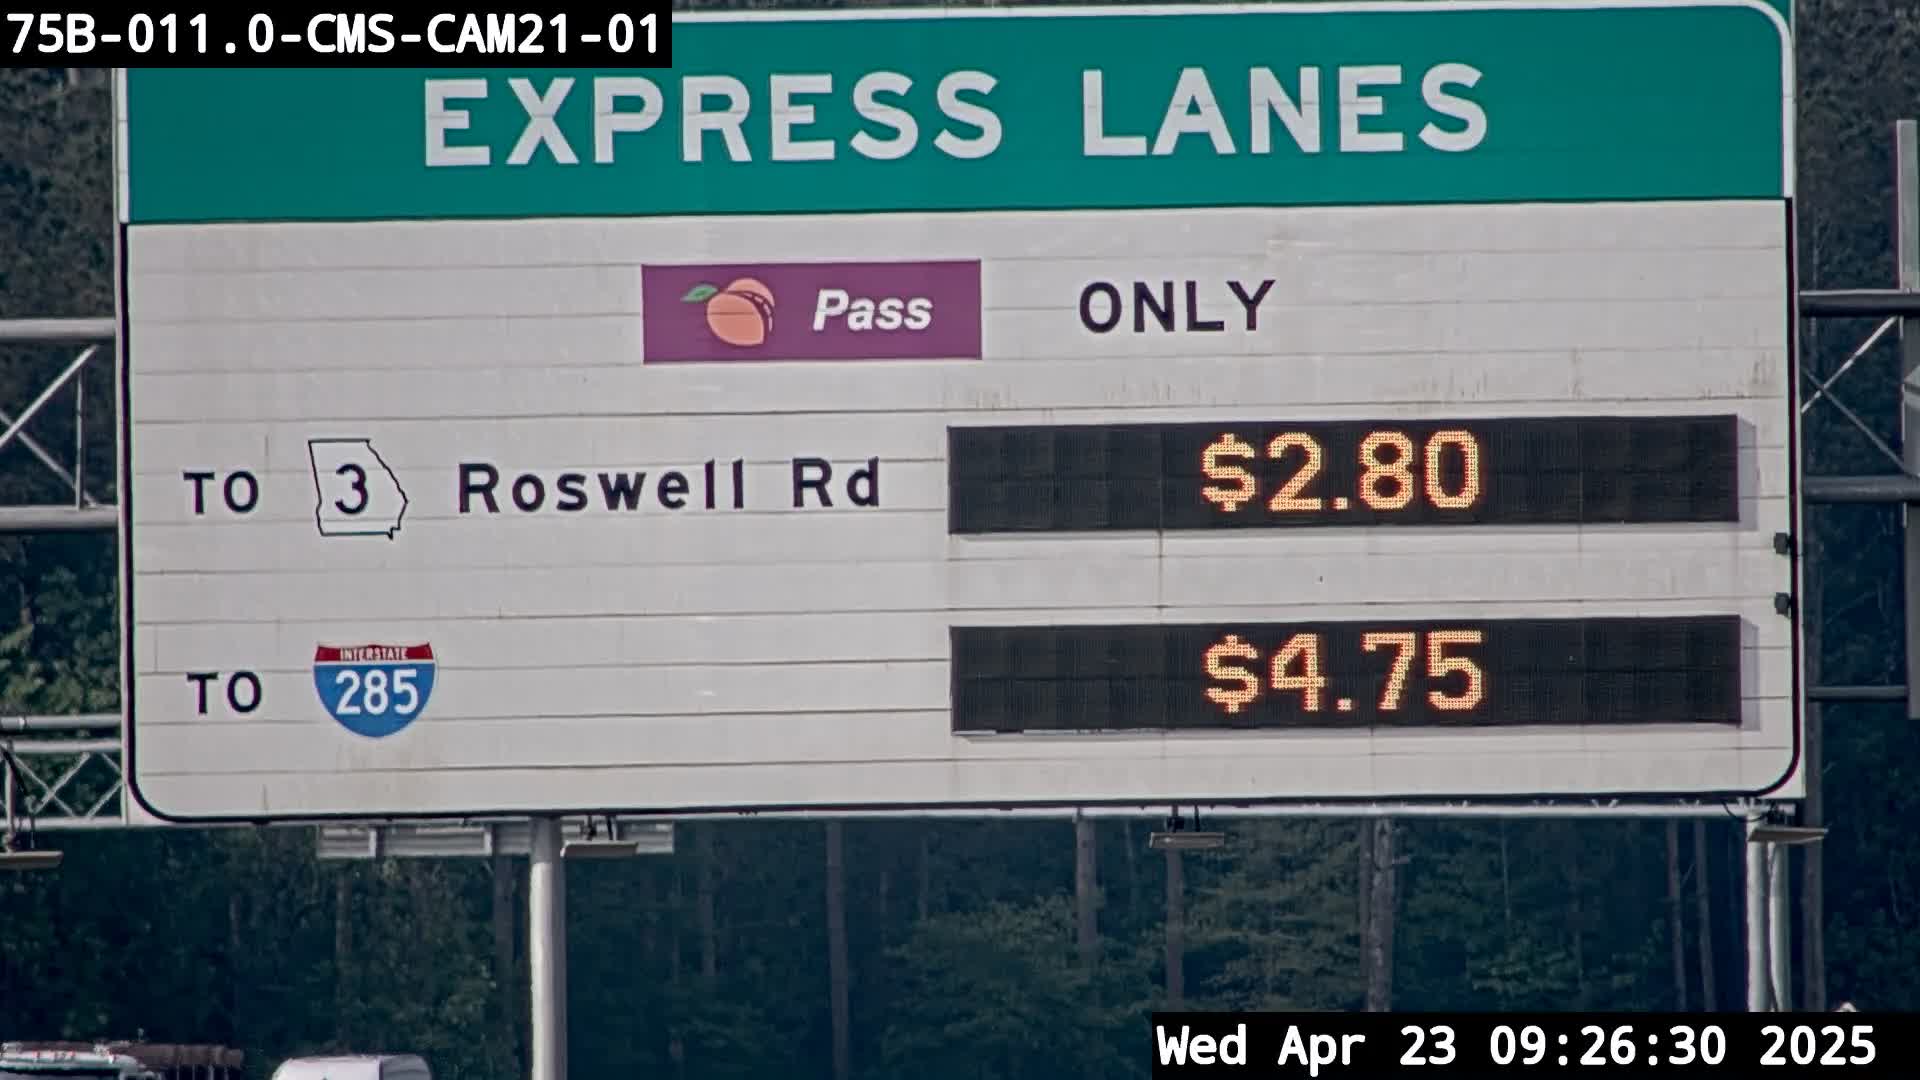 75B-011.0-CMS-CAM21-01
EXPRESS LANES
Pass ONLY
TO 3 Roswell Rd $2.80
TO INTERSTATE 285 $4.75
Wed Apr 23 09:26:30 2025